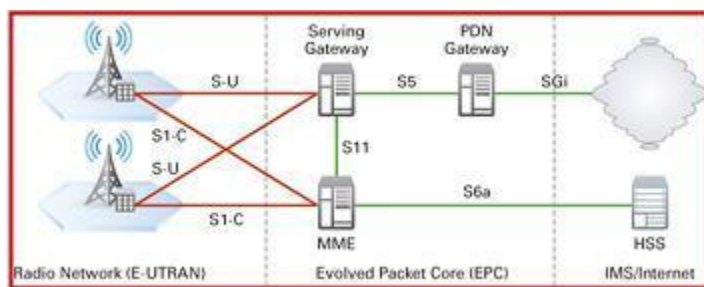 Serving
Gateway
PDN
Gateway
S-U
S5
SGi
S1-C
S11
S-U
S6a
S1-C
MME
HSS
Radio Network (E-UTRAN)
Evolved Packet Core (EPC)
IMS/Internet